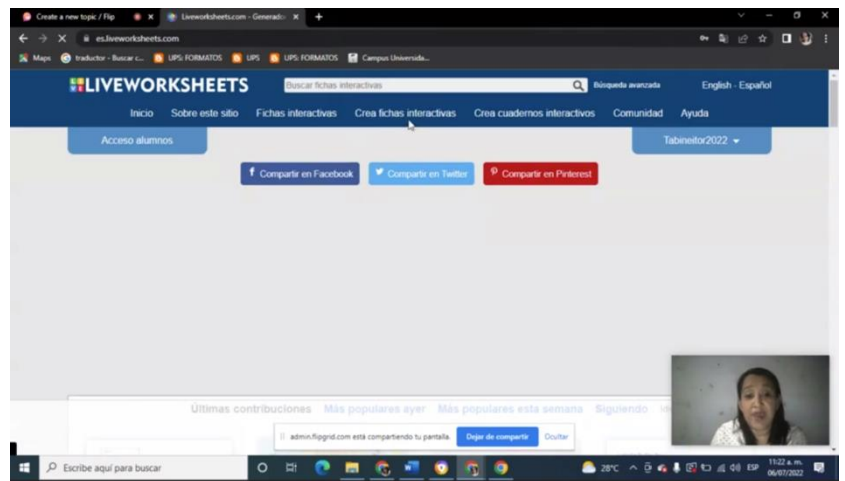 Create a new topic / Flip
Liveworksheets.com - Generado
es.liveworksheets.com
Maps
traductor - Buscar c...
UPS: FORMATOS
UPS
UPS: FORMATOS
Campus Universida...
LIVEWORKSHEETS
Buscar fichas interactivas
Búsqueda avanzada
English - Español
Inicio
Sobre este sitio
Fichas interactivas
Crea fichas interactivas
Crea cuadernos interactivos
Comunidad
Ayuda
Acceso alumnos
Tabineitor2022
Compartir en Facebook
Compartir en Twitter
Compartir en Pinterest
Últimas contribuciones
Más populares ayer
Más populares esta semana
Siguiendo
admin.flipgrid.com está compartiendo tu pantalla.
Dejar de compartir
Ocultar
Escribe aquí para buscar
28°C
ESP
11:22 a. m.
06/07/2022